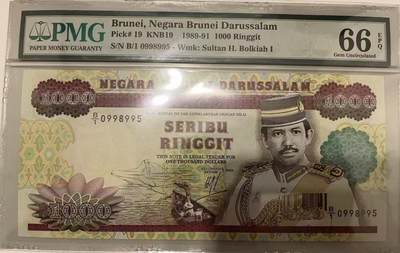 PMG
PAPER MONEY GUARANTY
Brunei, Negara Brunei Darussalam
Pick# 19 KNB19 1989-91 1000 Ringgit
S/N B/1 0998995 - Wmk: Sultan H. Bolkiah I
66 EPQ
Gem Uncirculated
NEGARA
DARUSSALAM
B/1 0998995
SERIBU
RINGGIT
THIS NOTE IS LEGAL TENDER FOR
ONE THOUSAND DOLLARS
B/1 0998995